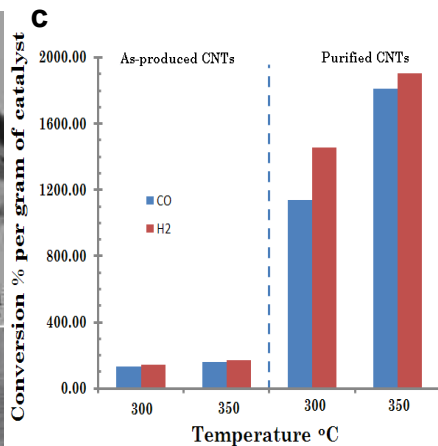 C
As-produced CNTs
Purified CNTs
Conversion % per gram of catalyst
2000.00
1600.00
1200.00
800.00
400.00
0.00
CO
H2
300
350
300
350
Temperature ºC